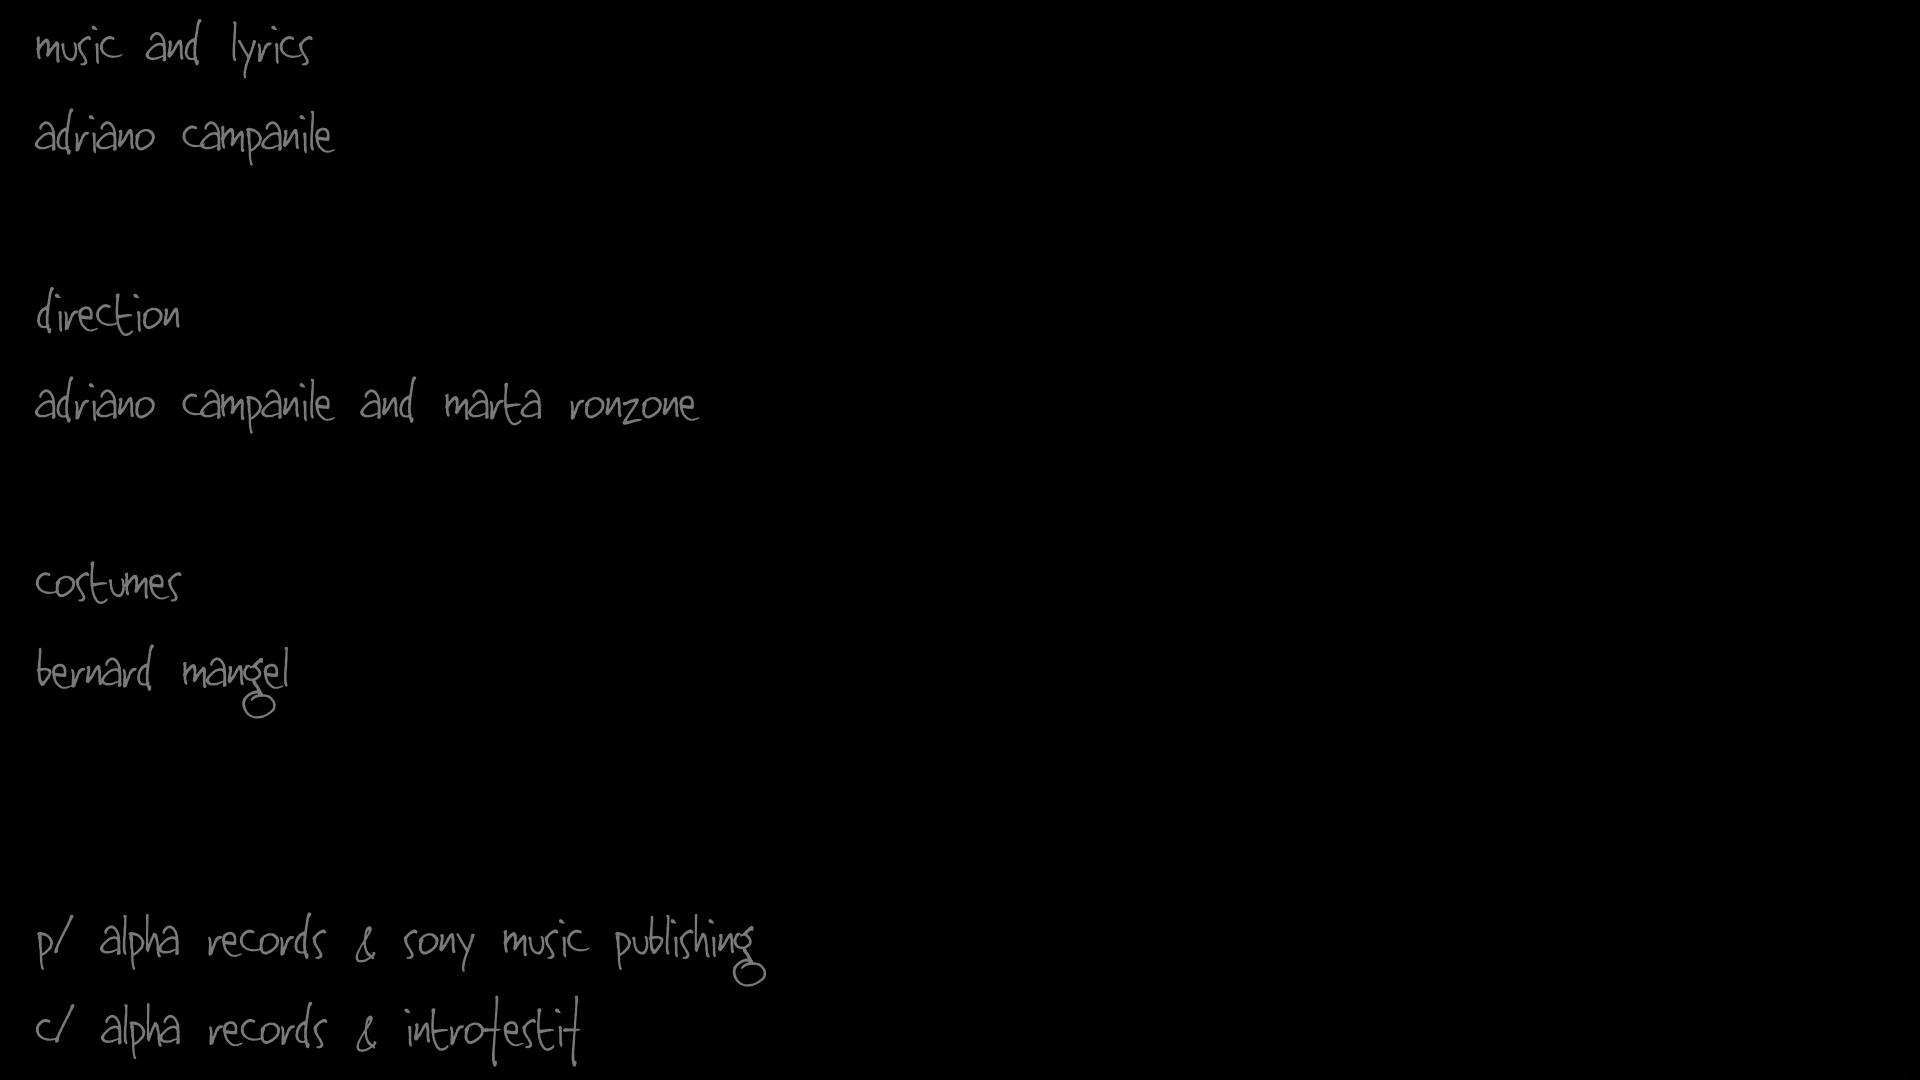 music and lyrics
adriano campanile
direction
adriano campanile and marta ronzone
costumes
bernard mangel
p/ alpha records & sony music publishing
c/ alpha records & introfestif